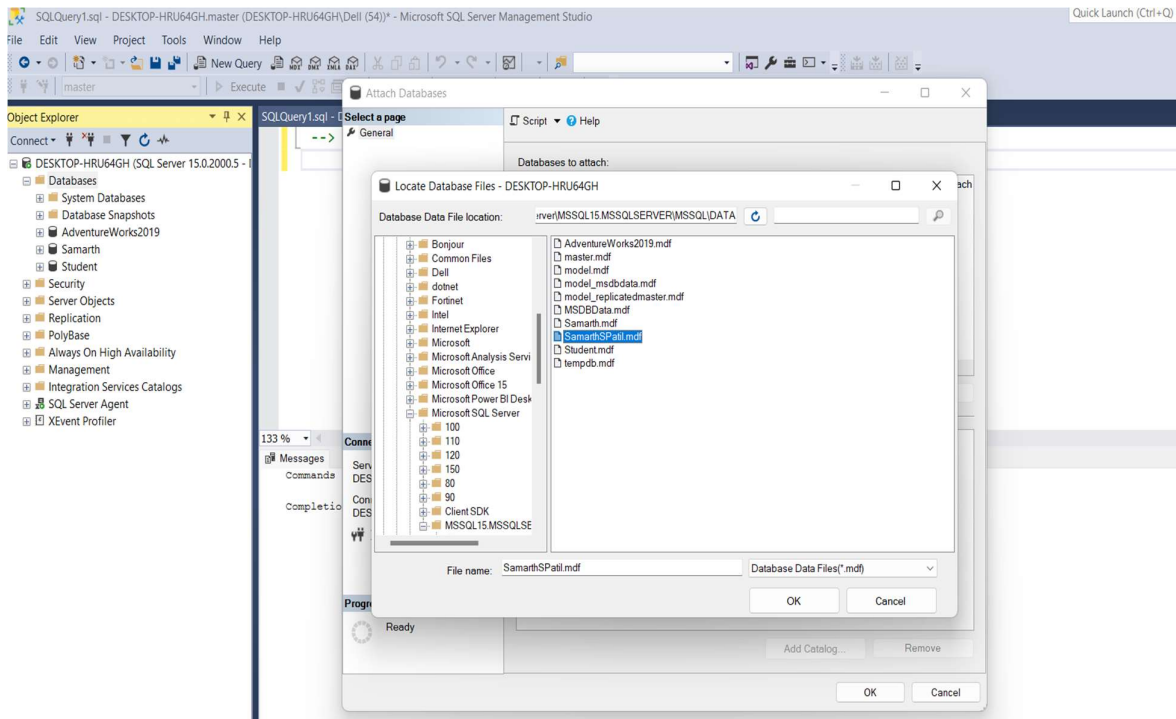 SQLQuery1.sql - DESKTOP-HRU64GH.master (DESKTOP-HRU64GH\Dell (54))* - Microsoft SQL Server Management Studio
Quick Launch (Ctrl+Q)
File Edit View Project Tools Window Help
New Query
MDX DMX XMLA DAX
master
Execute
Object Explorer
Connect
DESKTOP-HRU64GH (SQL Server 15.0.2000.5 - I
Databases
System Databases
Database Snapshots
AdventureWorks2019
Samarth
Student
Security
Server Objects
Replication
PolyBase
Always On High Availability
Management
Integration Services Catalogs
SQL Server Agent
XEvent Profiler
SQLQuery1.sql - D
-->
133 %
Messages
Commands
Completio
Attach Databases
Select a page
General
Script Help
Databases to attach:
ach
Conne
Serv
DES
Con
DES
Progr
Ready
Add Catalog... Remove
OK Cancel
Locate Database Files - DESKTOP-HRU64GH
Database Data File location: erver\MSSQL15.MSSQLSERVER\MSSQL\DATA
Bonjour
Common Files
Dell
dotnet
Fortinet
Intel
Internet Explorer
Microsoft
Microsoft Analysis Servi
Microsoft Office
Microsoft Office 15
Microsoft Power BI Desk
Microsoft SQL Server
100
110
120
150
80
90
Client SDK
MSSQL15.MSSQLSE
AdventureWorks2019.mdf
master.mdf
model.mdf
model_msdbdata.mdf
model_replicatedmaster.mdf
MSDBData.mdf
Samarth.mdf
SamarthSPatil.mdf
Student.mdf
tempdb.mdf
File name: SamarthSPatil.mdf Database Data Files(*.mdf)
OK Cancel